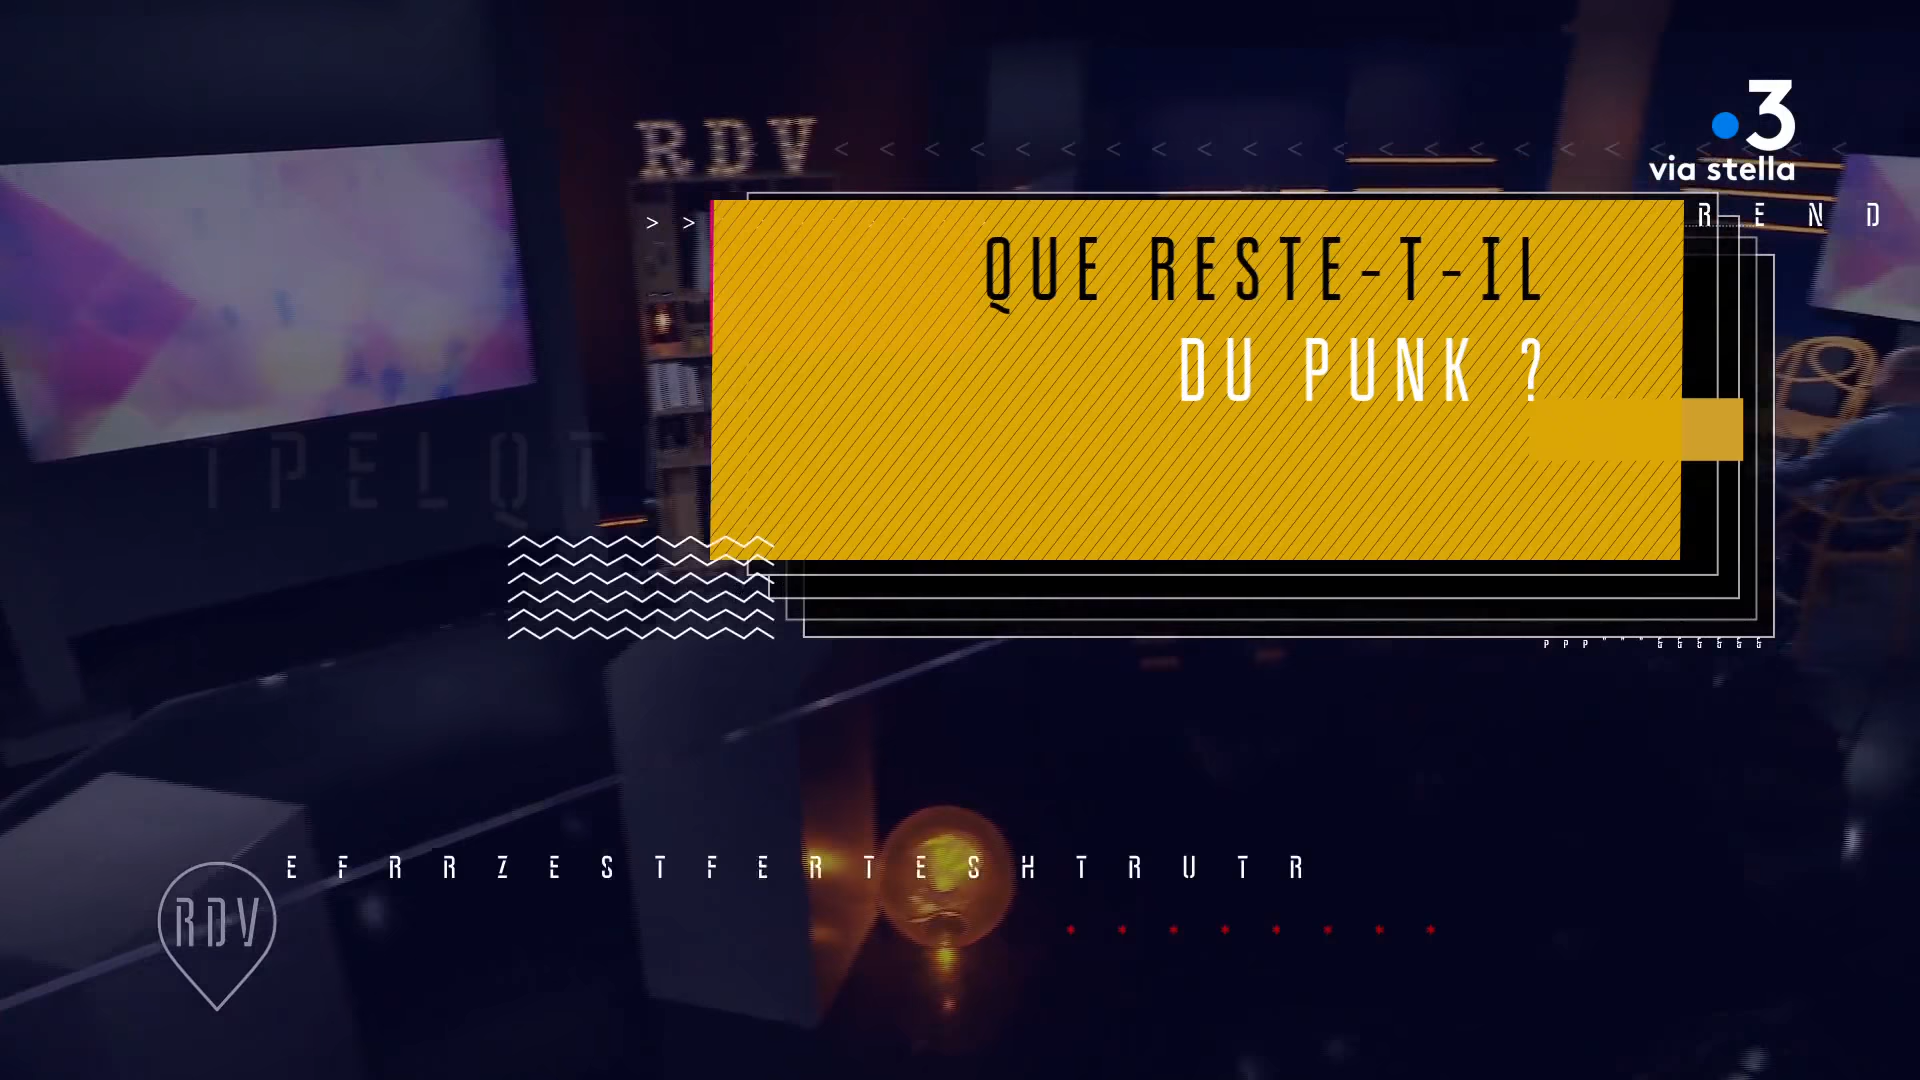 3
via stella
RDV
< < < < < < < < < < < < < < < < < < < < < < <
> >
R E N D
QUE RESTE-T-IL
DU PUNK ?
T P E L Q T
E F R R Z E S T F E R T E S H T R U T R
RDV
* * * * * * * *